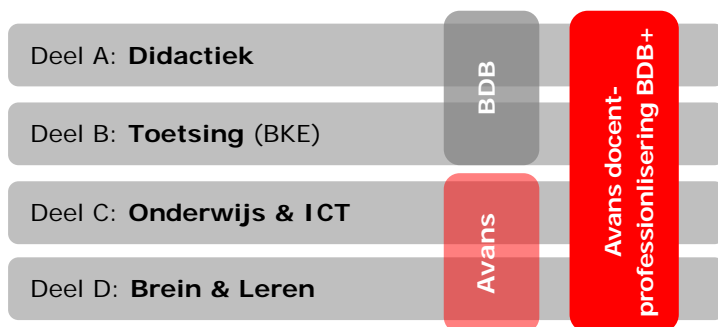 Deel A: Didactiek
Deel B: Toetsing (BKE)
Deel C: Onderwijs & ICT
Deel D: Brein & Leren
BDB
Avans
Avans docent-
professionlisering BDB+